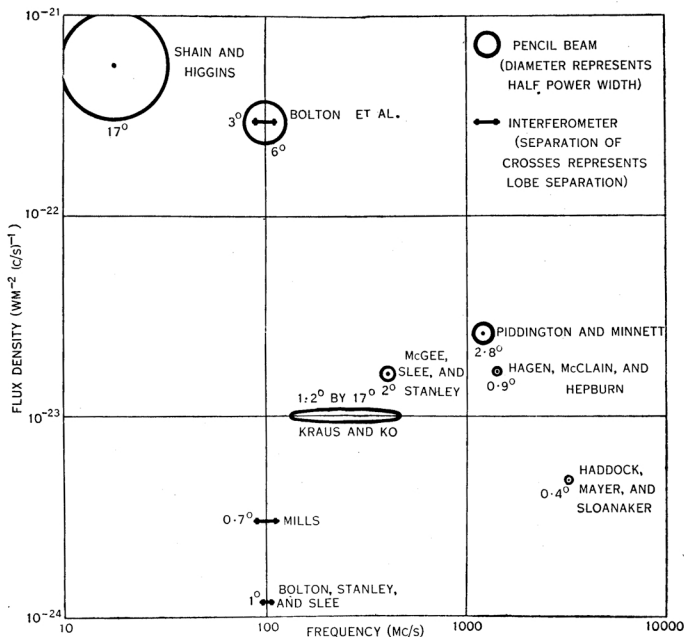 10⁻²¹
SHAIN AND
HIGGINS
17°
3°
BOLTON ET AL.
6°
PENCIL BEAM
(DIAMETER REPRESENTS
HALF POWER WIDTH)
INTERFEROMETER
(SEPARATION OF
CROSSES REPRESENTS
LOBE SEPARATION)
10⁻²²
FLUX DENSITY (WM⁻² (C/S)⁻¹)
PIDDINGTON AND MINNETT
2·8°
McGEE,
SLEE, AND
STANLEY
2°
HAGEN, McCLAIN, AND
HEPBURN
0·9°
1·2° BY 17°
10⁻²³
KRAUS AND KO
HADDOCK,
MAYER, AND
SLOANAKER
0·4°
0·7°
MILLS
1°
BOLTON, STANLEY,
AND SLEE
10⁻²⁴
10
100
1000
10000
FREQUENCY (Mc/s)